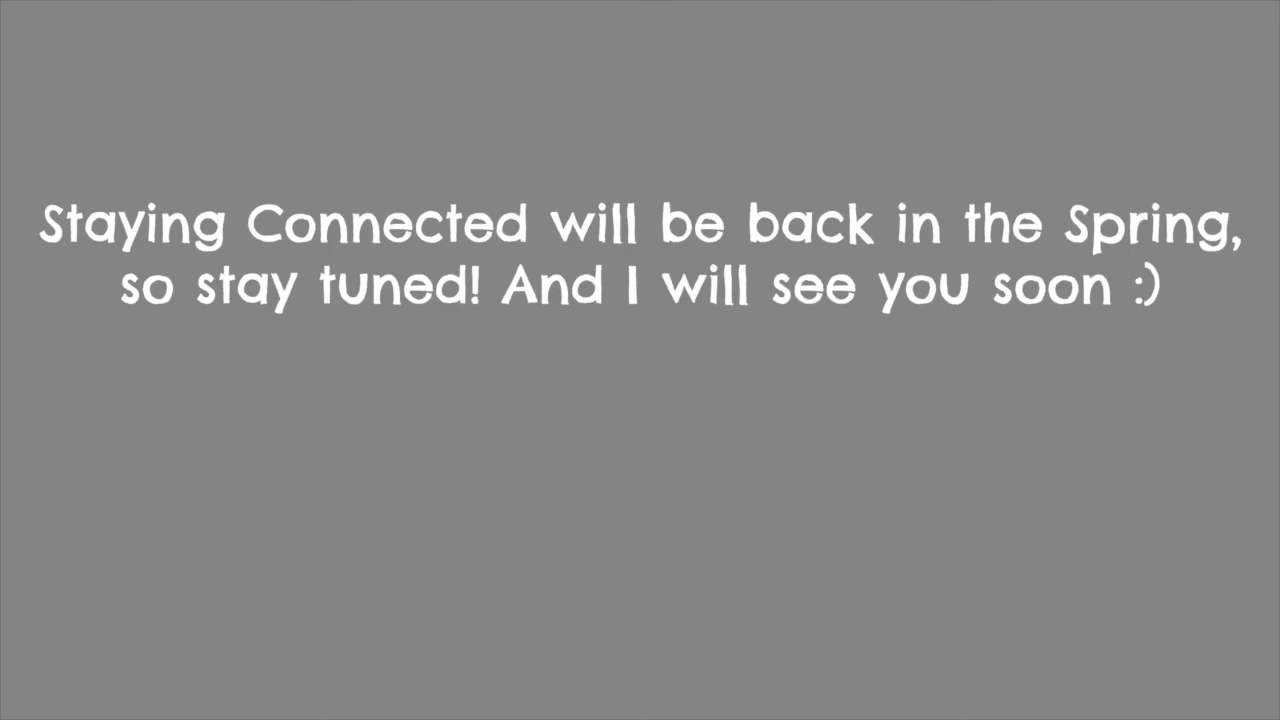 Staying Connected will be back in the Spring,
so stay tuned! And I will see you soon :)